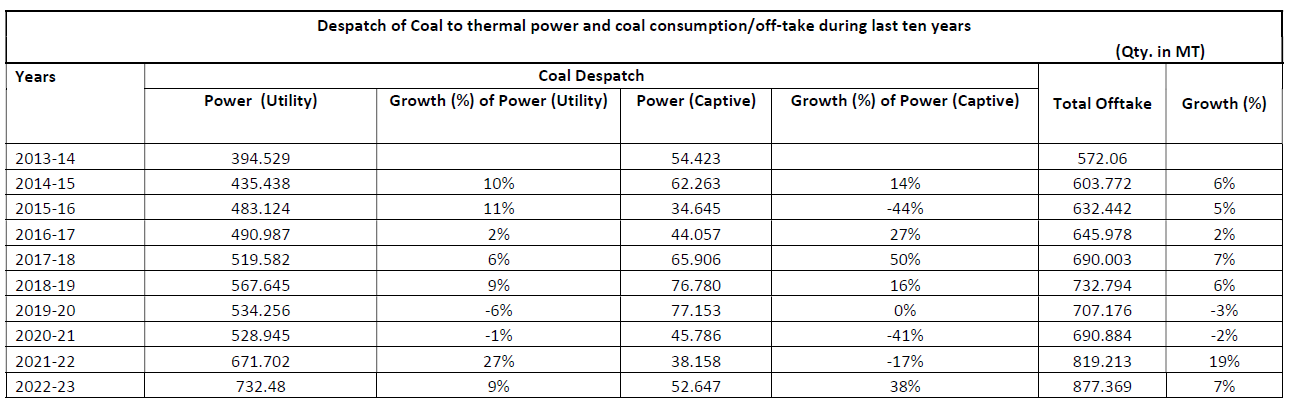 Despatch of Coal to thermal power and coal consumption/off-take during last ten years
(Qty. in MT)
Years Coal Despatch
Power (Utility) Growth (%) of Power (Utility) Power (Captive) Growth (%) of Power (Captive) Total Offtake Growth (%)
2013-14 394.529 54.423 572.06
2014-15 435.438 10% 62.263 14% 603.772 6%
2015-16 483.124 11% 34.645 -44% 632.442 5%
2016-17 490.987 2% 44.057 27% 645.978 2%
2017-18 519.582 6% 65.906 50% 690.003 7%
2018-19 567.645 9% 76.780 16% 732.794 6%
2019-20 534.256 -6% 77.153 0% 707.176 -3%
2020-21 528.945 -1% 45.786 -41% 690.884 -2%
2021-22 671.702 27% 38.158 -17% 819.213 19%
2022-23 732.48 9% 52.647 38% 877.369 7%